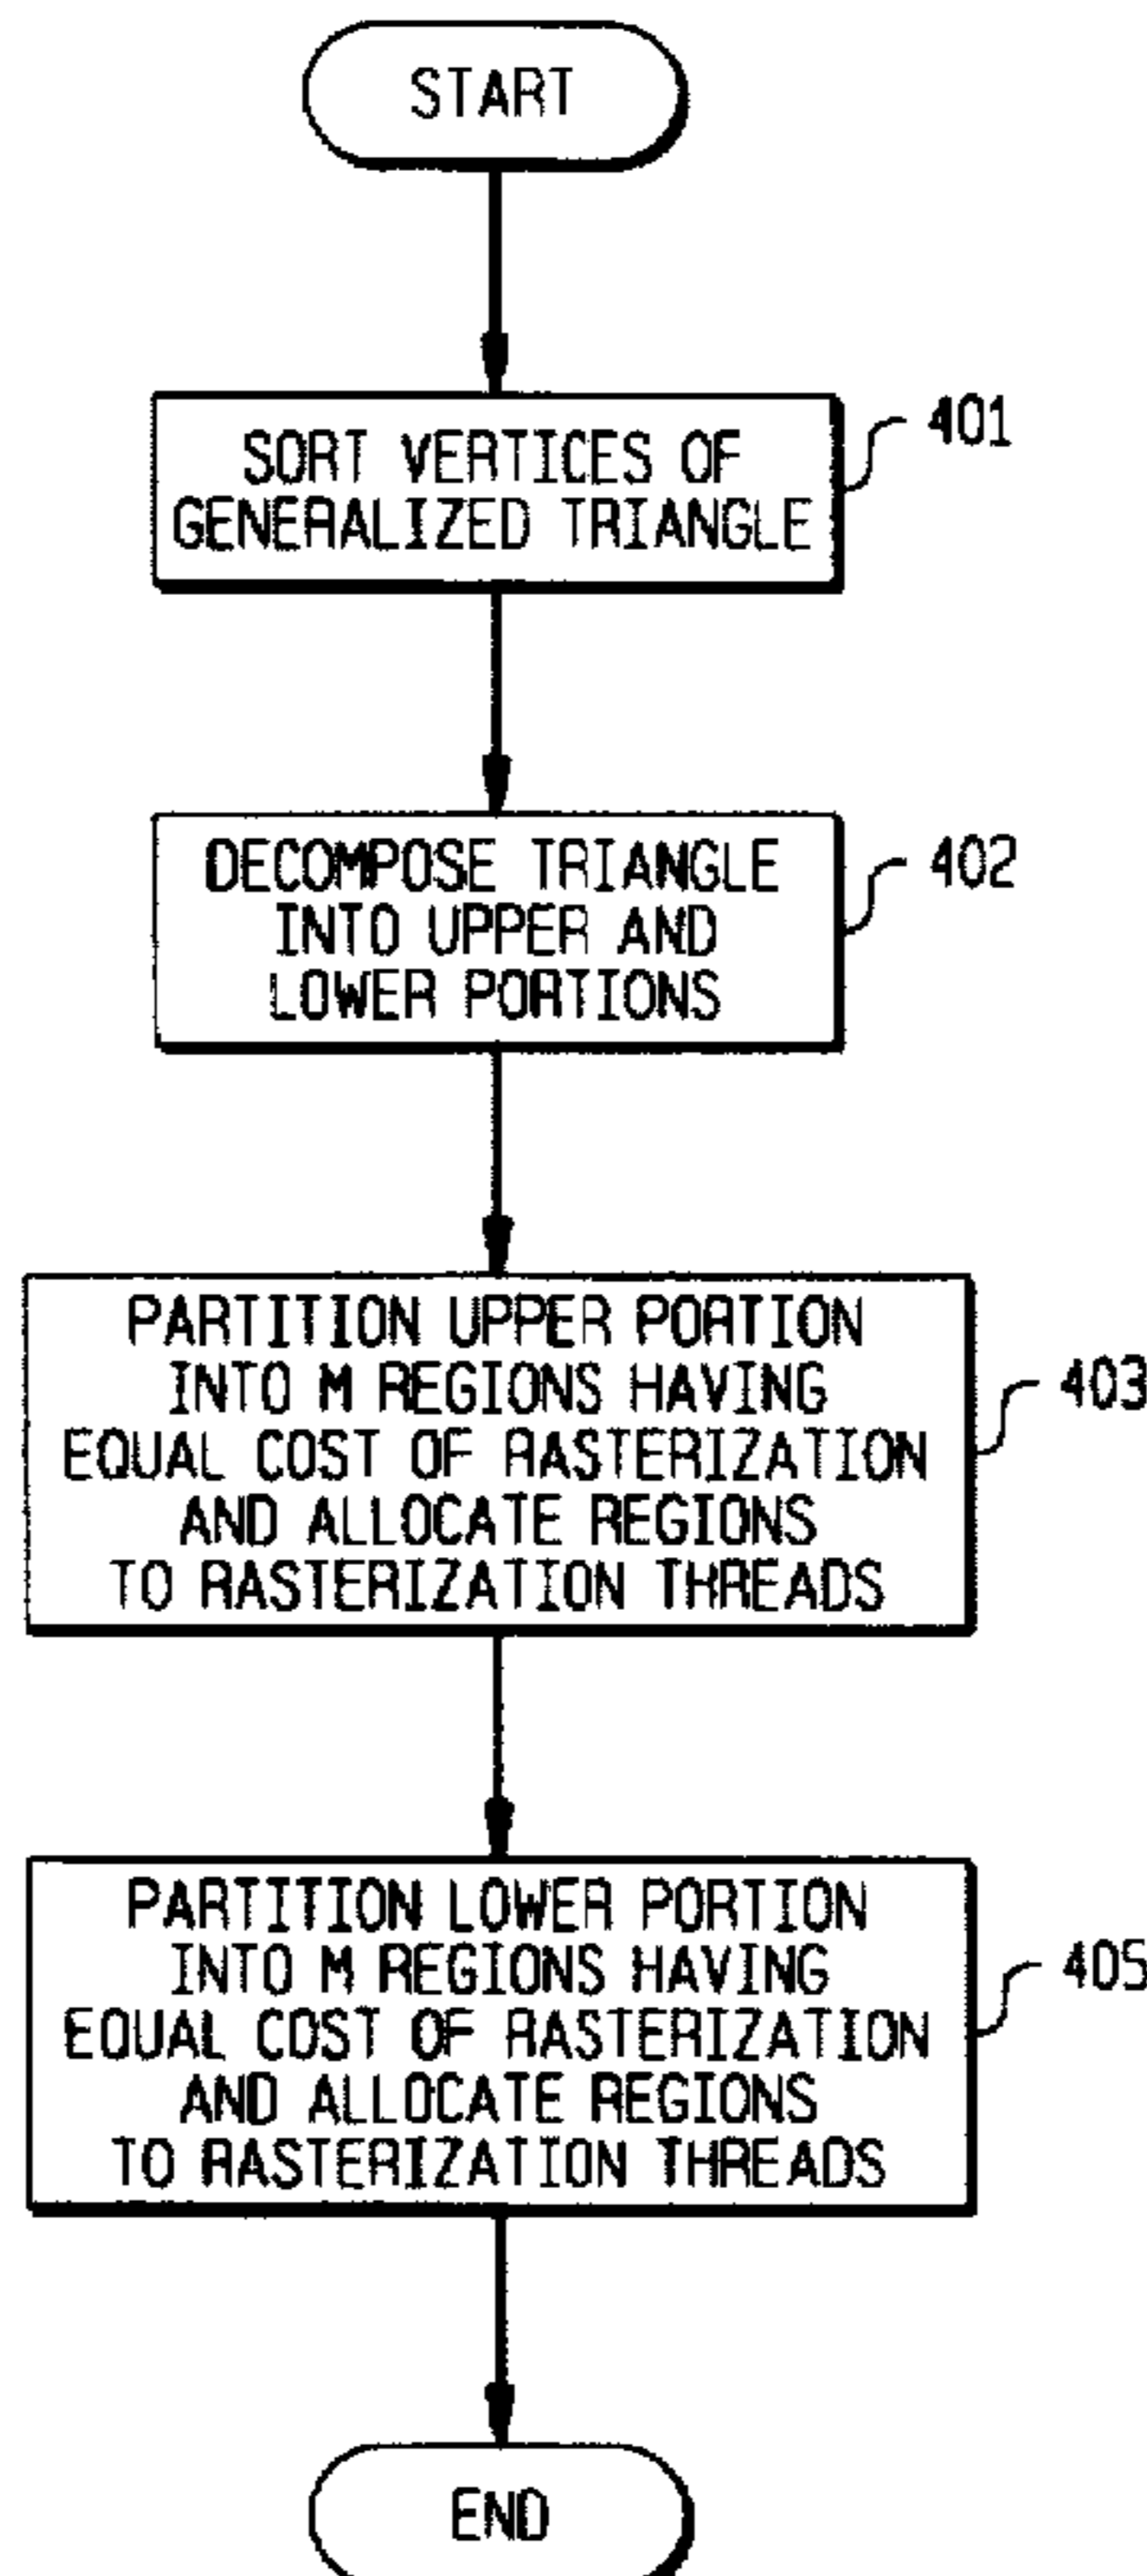 START
SORT VERTICES OF
GENERALIZED TRIANGLE
401
DECOMPOSE TRIANGLE
INTO UPPER AND
LOWER PORTIONS
402
PARTITION UPPER PORTION
INTO M REGIONS HAVING
EQUAL COST OF RASTERIZATION
AND ALLOCATE REGIONS
TO RASTERIZATION THREADS
403
PARTITION LOWER PORTION
INTO M REGIONS HAVING
EQUAL COST OF RASTERIZATION
AND ALLOCATE REGIONS
TO RASTERIZATION THREADS
405
END